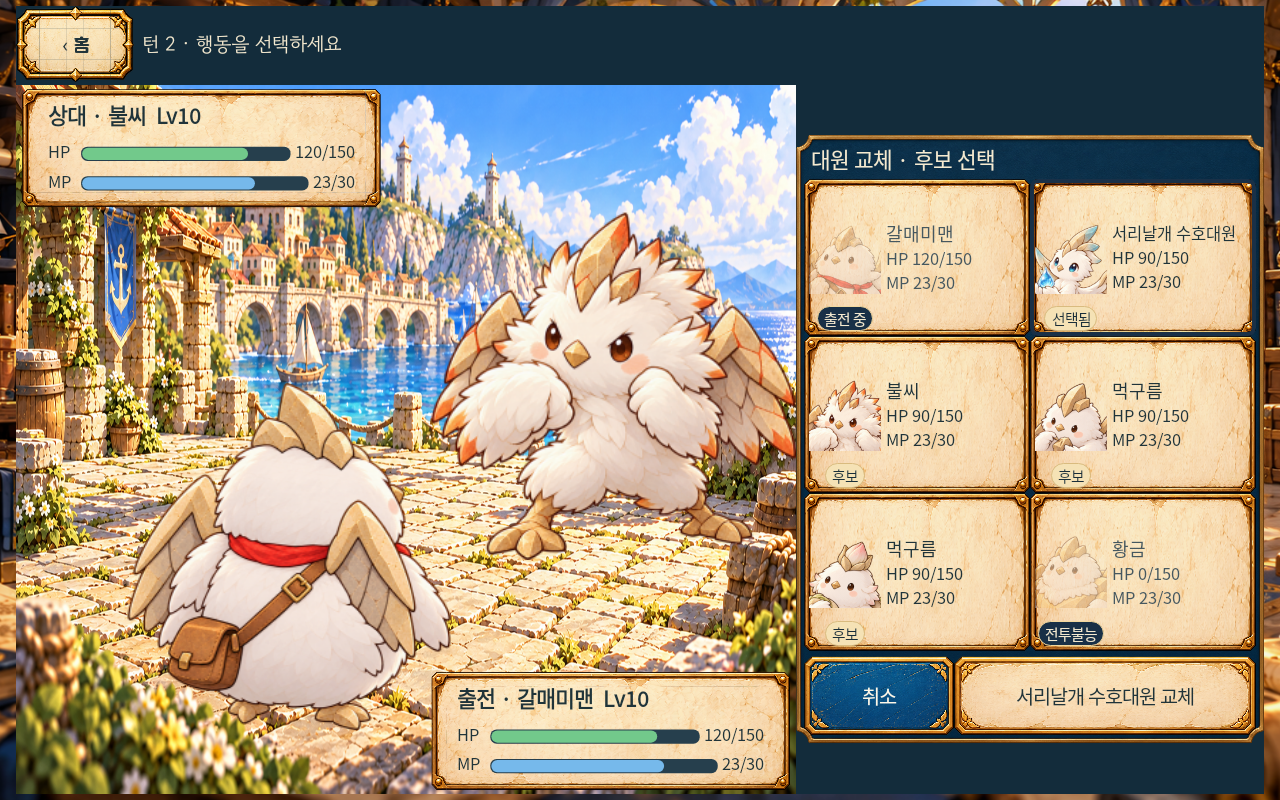 ‹ 홈
턴 2 · 행동을 선택하세요
상대 · 불씨 Lv10
HP 120/150
MP 23/30
대원 교체 · 후보 선택
갈매미맨
HP 120/150
MP 23/30
출전 중
서리날개 수호대원
HP 90/150
MP 23/30
선택됨
불씨
HP 90/150
MP 23/30
후보
먹구름
HP 90/150
MP 23/30
후보
먹구름
HP 90/150
MP 23/30
후보
황금
HP 0/150
MP 23/30
전투불능
취소
서리날개 수호대원 교체
출전 · 갈매미맨 Lv10
HP 120/150
MP 23/30